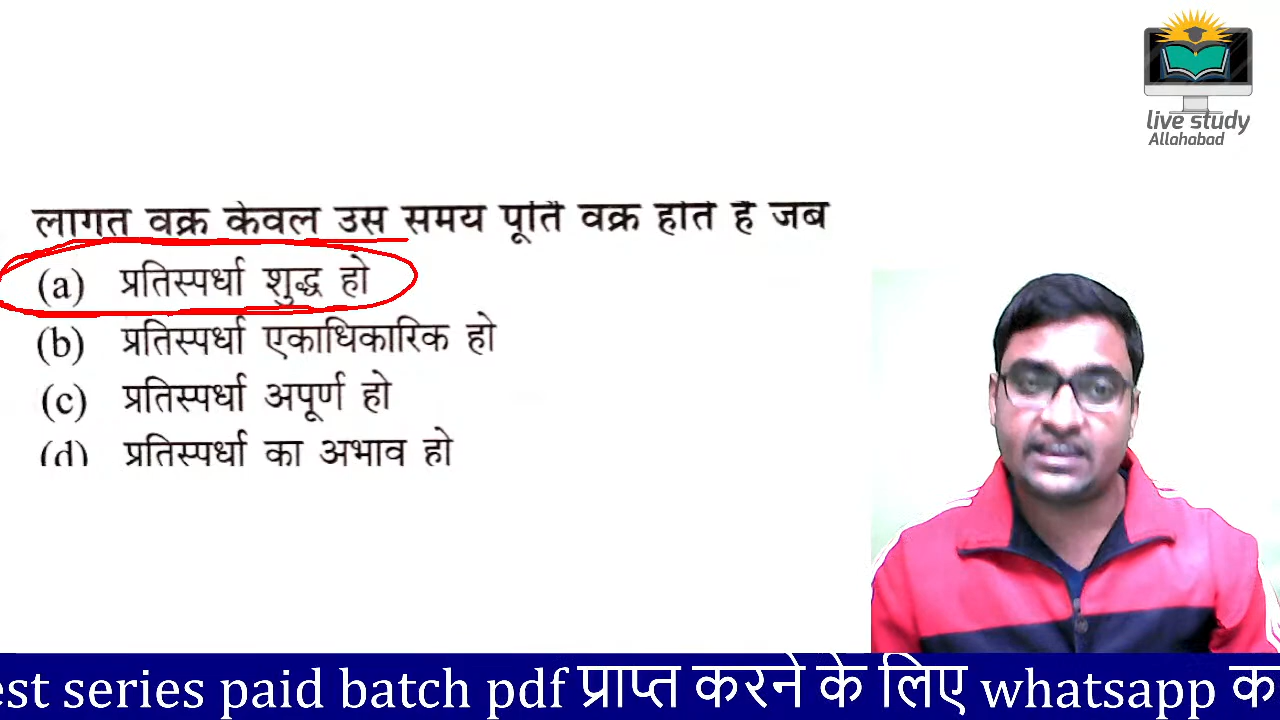 live study
Allahabad
लागत वक्र केवल उस समय पूर्ति वक्र होते हैं जब
(a) प्रतिस्पर्धा शुद्ध हो
(b) प्रतिस्पर्धा एकाधिकारिक हो
(c) प्रतिस्पर्धा अपूर्ण हो
(d) प्रतिस्पर्धा का अभाव हो
est series paid batch pdf प्राप्त करने के लिए whatsapp क